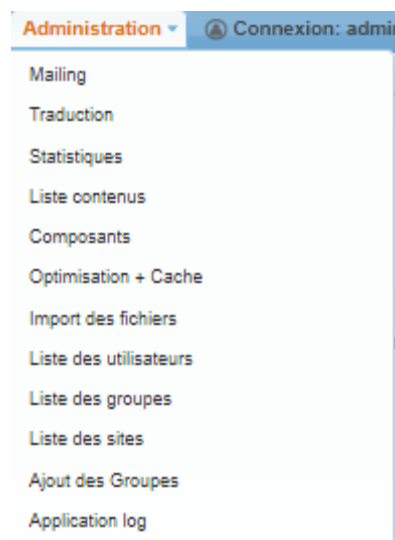 Administration Connexion: admin
Mailing
Traduction
Statistiques
Liste contenus
Composants
Optimisation + Cache
Import des fichiers
Liste des utilisateurs
Liste des groupes
Liste des sites
Ajout des Groupes
Application log